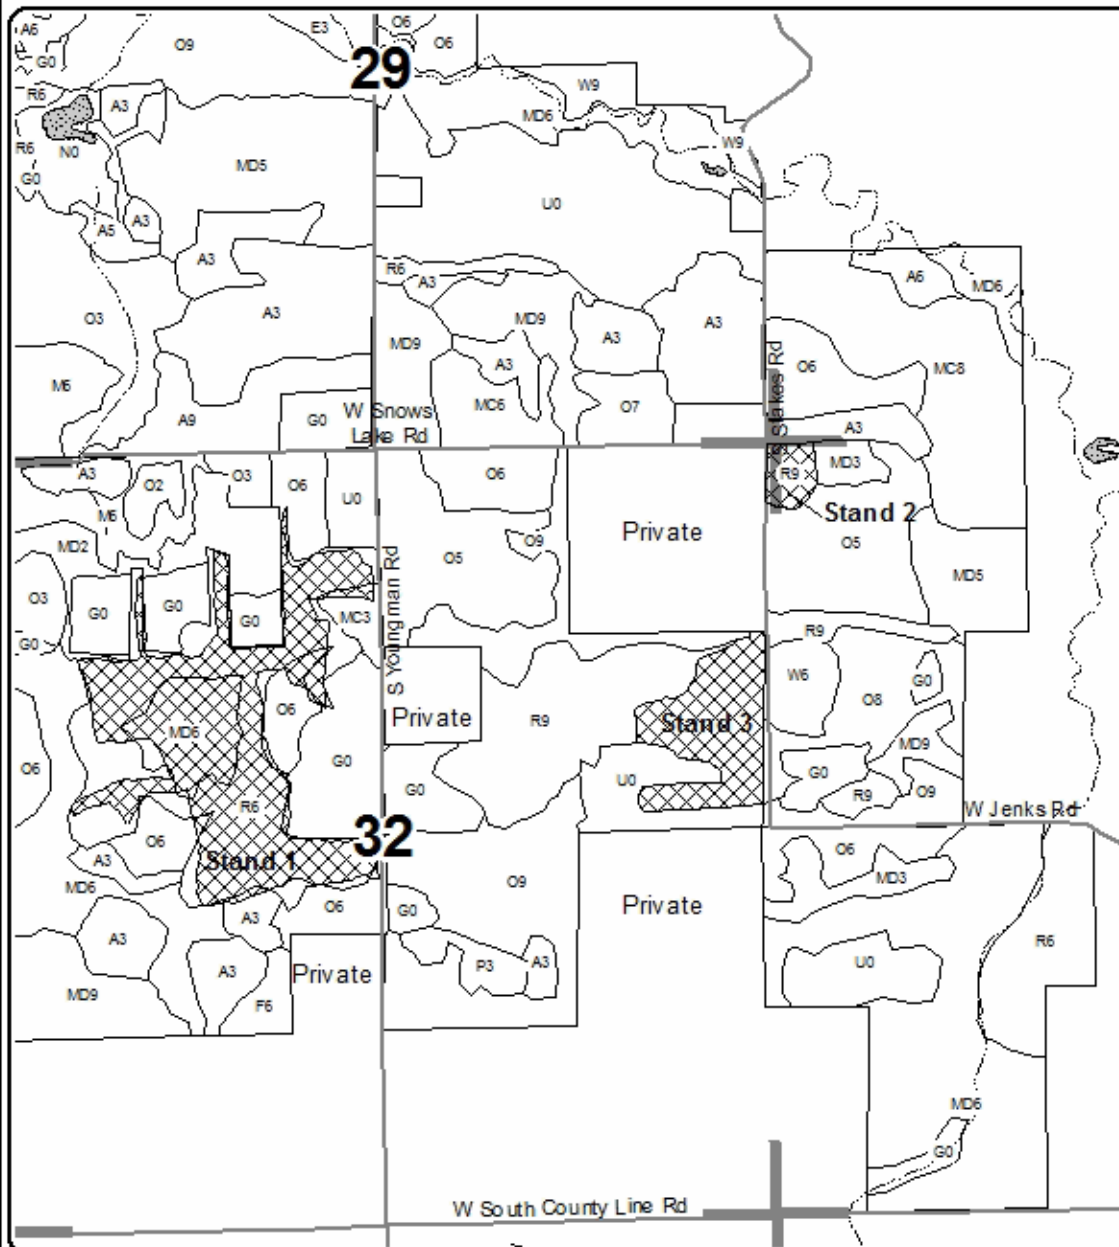 A6
O9
E3
O6
O6
G0
29
R6
A3
W9
MD6
R6
N0
W9
G0
MD5
U0
A5
A3
A3
R6
A3
A6
MD6
O3
A3
MD9
A3
A3
MD9
S Stakes Rd
O6
MC8
A3
M6
MC6
O7
A9
G0
W Snows
Lake Rd
A3
A3
O2
O3
O6
U0
O6
R9
MD3
M6
Stand 2
MD2
O5
O9
Private
O5
MD5
O3
G0
G0
G0
MC3
S Youngman Rd
G0
R9
W6
O8
G0
O6
Private
R9
Stand 3
MD6
MD9
O6
G0
G0
U0
G0
R9
O9
R6
W Jenks Rd
32
O6
Stand 1
A3
O6
MD6
O9
MD3
A3
O6
G0
Private
A3
R6
A3
Private
P3
A3
U0
MD9
F6
MD6
G0
W South County Line Rd